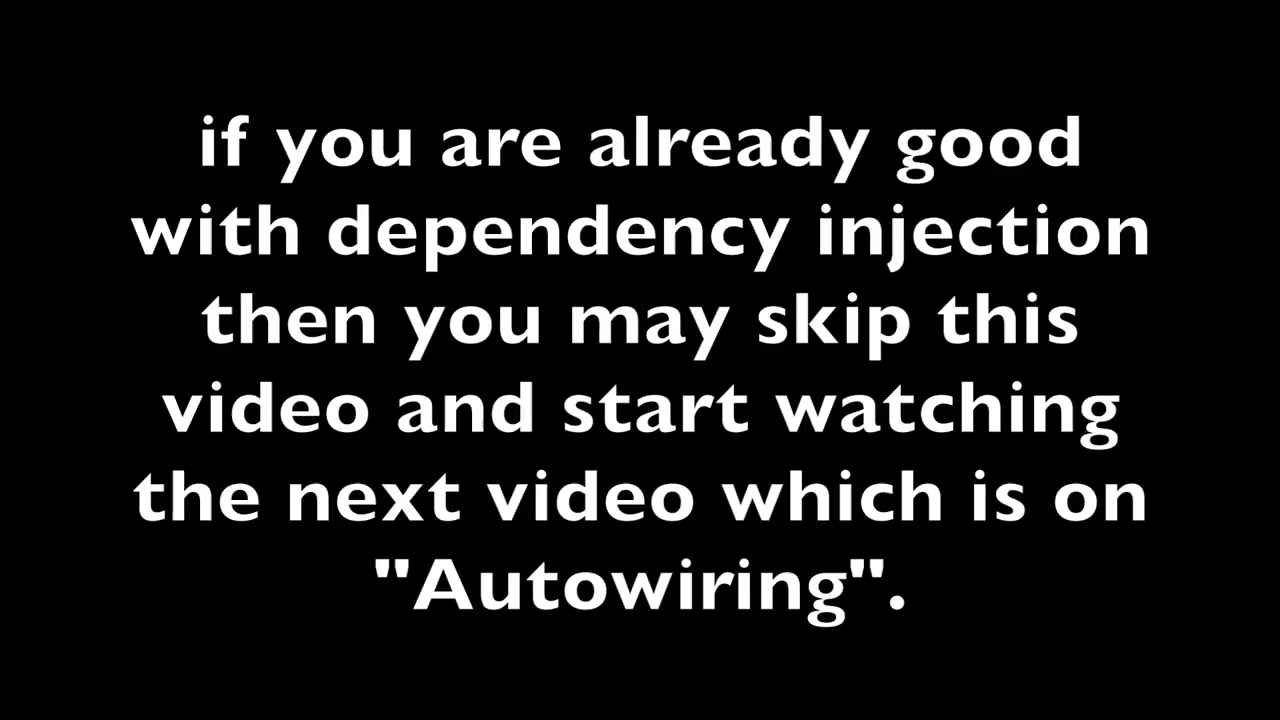 if you are already good
with dependency injection
then you may skip this
video and start watching
the next video which is on
"Autowiring".